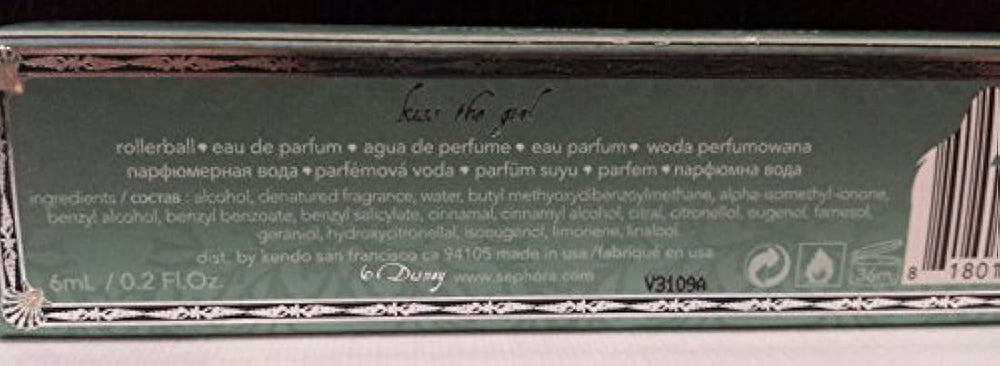 kiss the girl
rollerball • eau de parfum • agua de perfume • eau parfum • woda perfumowana
парфюмерная вода • parfémová voda • parfüm suyu • parfem • парфюмна вода
ingredients / состав : alcohol, denatured fragrance, water, butyl methyoxydibenzoylmethane, alpha-isomethyl-ionone,
benzyl alcohol, benzyl benzoate, benzyl salicylate, cinnamal, cinnamyl alcohol, citral, citronellol, eugenol, farnesol,
geraniol, hydroxycitronellal, isoeugenol, limonene, linalool.
dist. by kendo san francisco ca 94105 made in usa /fabriqué en usa
6mL / 0.2 Fl.Oz.
© Disney www.sephora.com
V3109A
36m
8 1801